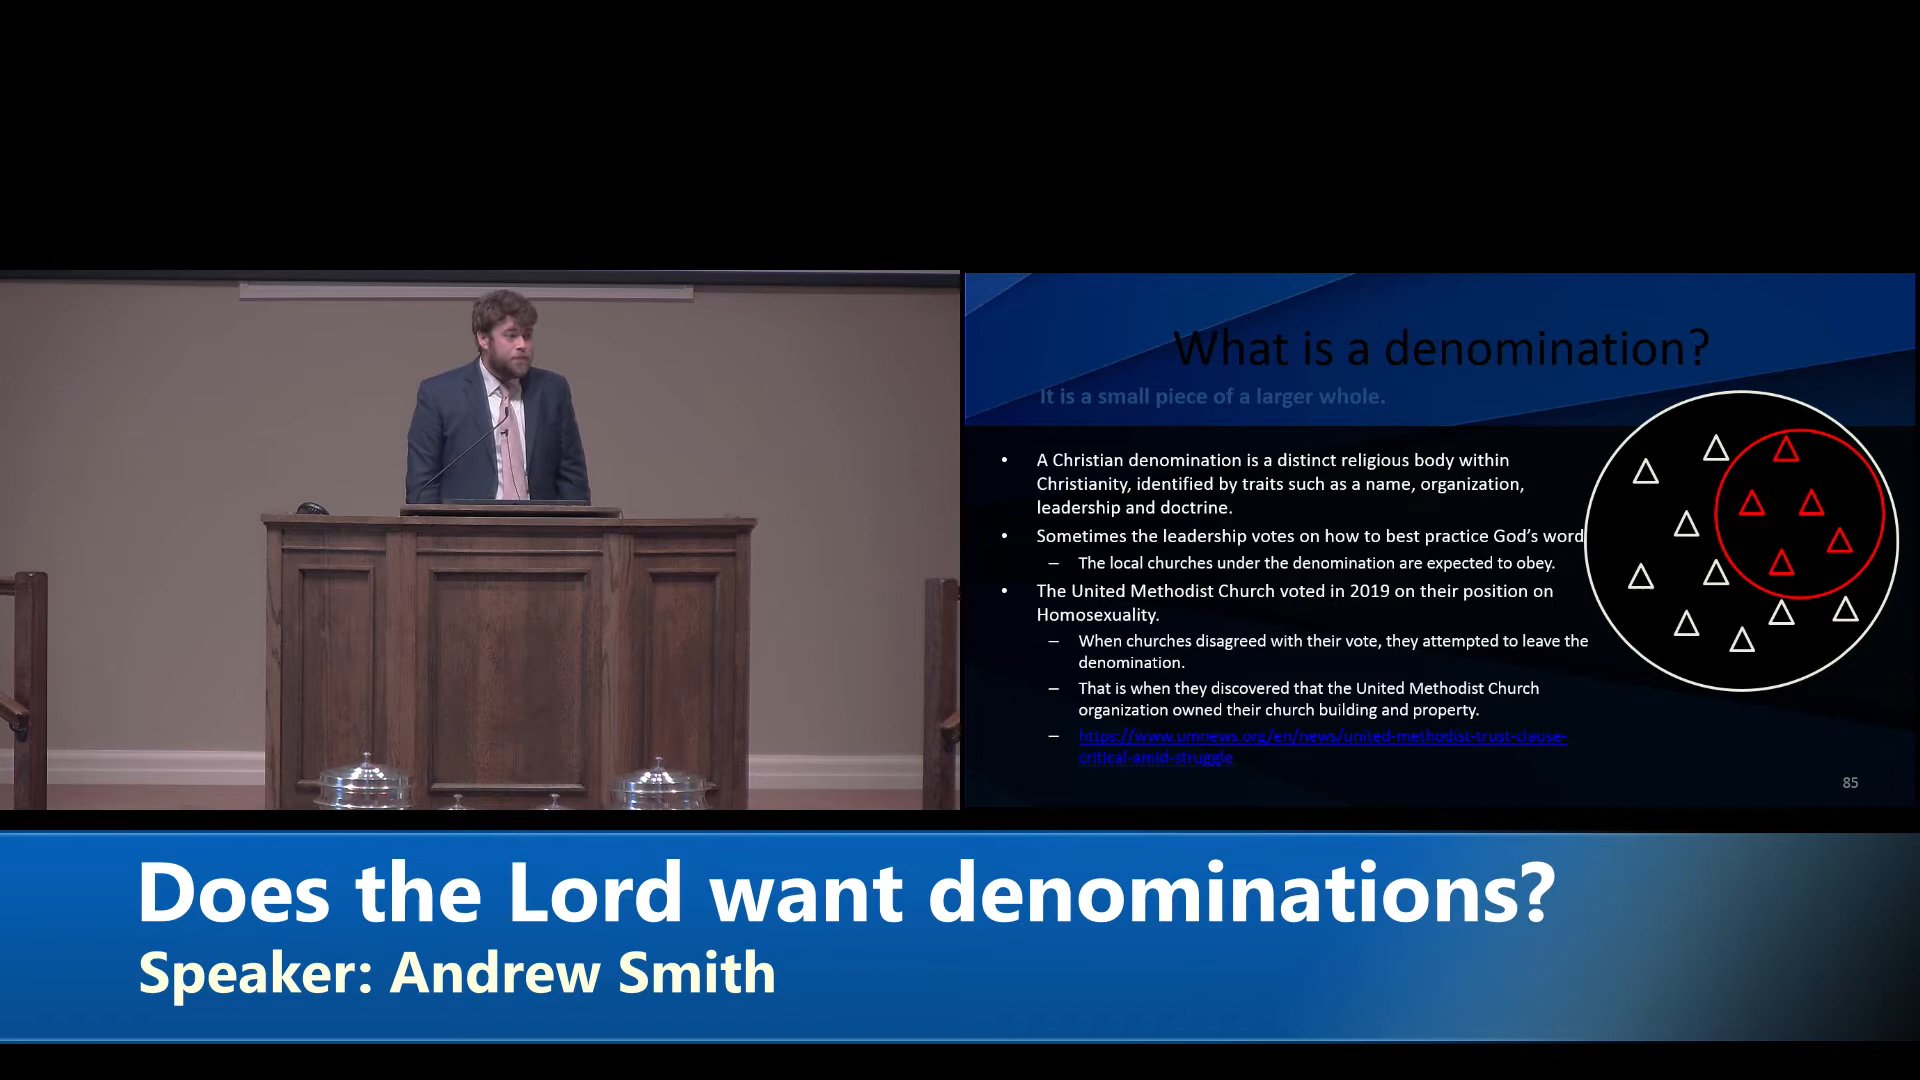 What is a denomination?
It is a small piece of a larger whole.
• A Christian denomination is a distinct religious body within
Christianity, identified by traits such as a name, organization,
leadership and doctrine.
• Sometimes the leadership votes on how to best practice God's word
– The local churches under the denomination are expected to obey.
• The United Methodist Church voted in 2019 on their position on
Homosexuality.
– When churches disagreed with their vote, they attempted to leave the
denomination.
– That is when they discovered that the United Methodist Church
organization owned their church building and property.
– https://www.umnews.org/en/news/united-methodist-trust-clause-
critical-amid-struggle
85
Does the Lord want denominations?
Speaker: Andrew Smith